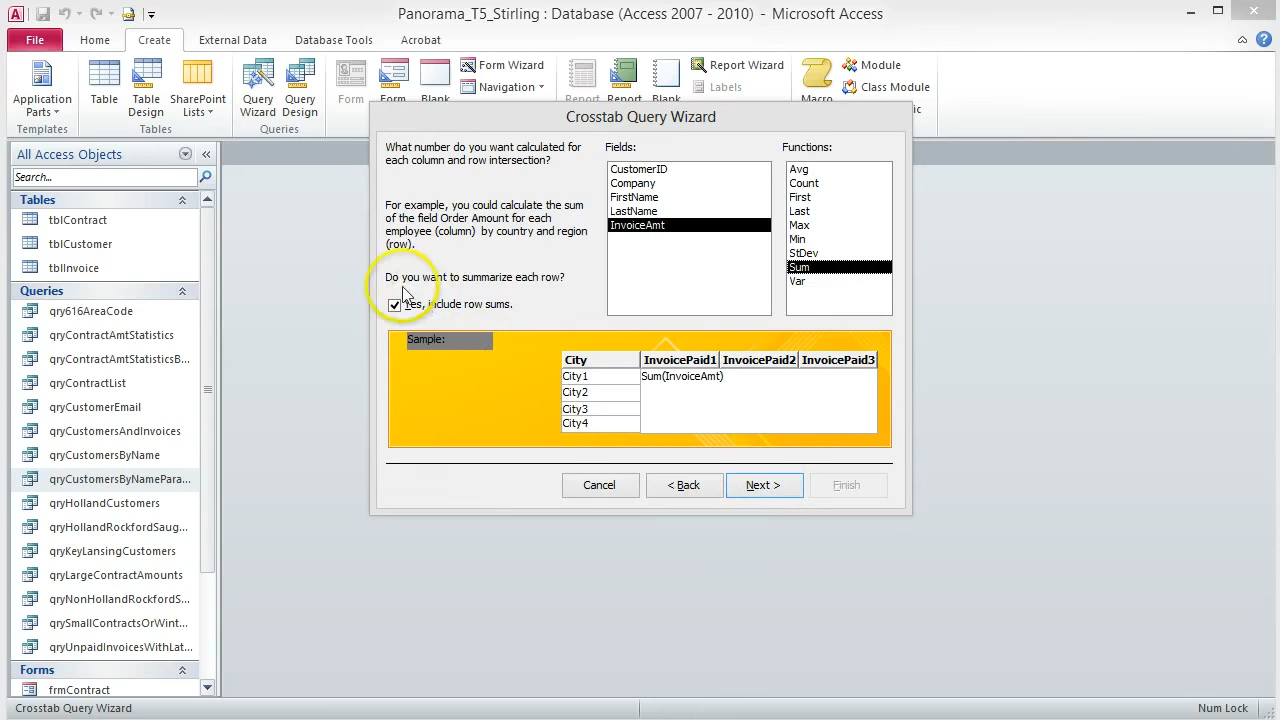 Panorama_T5_Stirling : Database (Access 2007 - 2010) - Microsoft Access
File Home Create External Data Database Tools Acrobat
Application Parts
Templates
Table
Table Design
SharePoint Lists
Tables
Query Wizard
Query Design
Queries
Form
Form
Blank
Form Wizard
Navigation
Report
Report
Blank
Report Wizard
Labels
Macro
Module
Class Module
All Access Objects
Search...
Tables
tblContract
tblCustomer
tblInvoice
Queries
qry616AreaCode
qryContractAmtStatistics
qryContractAmtStatisticsB...
qryContractList
qryCustomerEmail
qryCustomersAndInvoices
qryCustomersByName
qryCustomersByNamePara...
qryHollandCustomers
qryHollandRockfordSaug...
qryKeyLansingCustomers
qryLargeContractAmounts
qryNonHollandRockfordS...
qrySmallContractsOrWint...
qryUnpaidInvoicesWithLat...
Forms
frmContract
Crosstab Query Wizard
What number do you want calculated for
each column and row intersection?
For example, you could calculate the sum
of the field Order Amount for each
employee (column) by country and region
(row).
Do you want to summarize each row?
Yes, include row sums.
Fields:
CustomerID
Company
FirstName
LastName
InvoiceAmt
Functions:
Avg
Count
First
Last
Max
Min
StDev
Sum
Var
Sample:
City InvoicePaid1 InvoicePaid2 InvoicePaid3
City1 Sum(InvoiceAmt)
City2
City3
City4
Cancel < Back Next > Finish
Crosstab Query Wizard
Num Lock